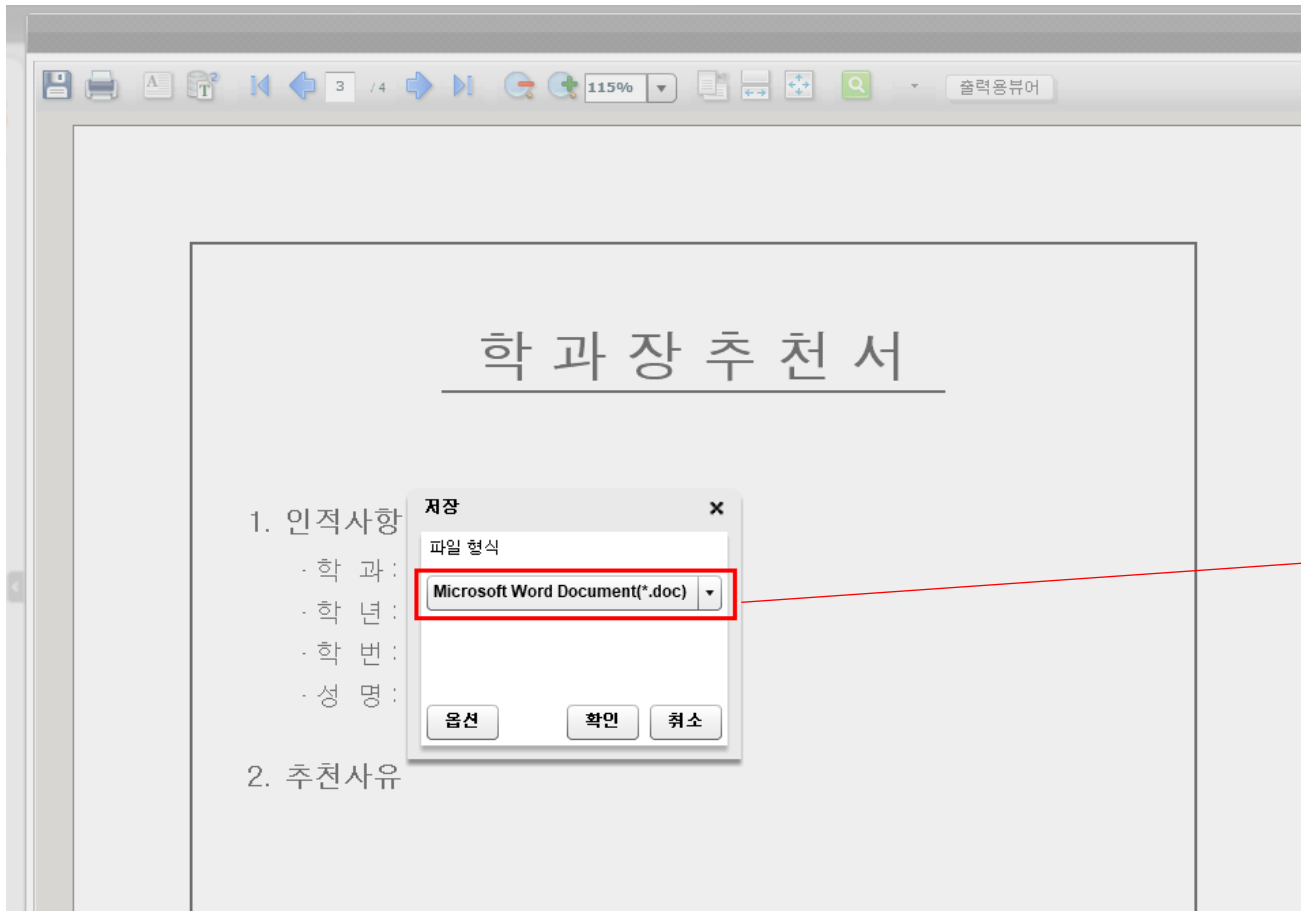 3 /4 115% 출력용뷰어
학과장추천서
1. 인적사항
· 학 과 :
· 학 년 :
· 학 번 :
· 성 명 :
저장
파일 형식
Microsoft Word Document(*.doc)
옵션 확인 취소
2. 추천사유